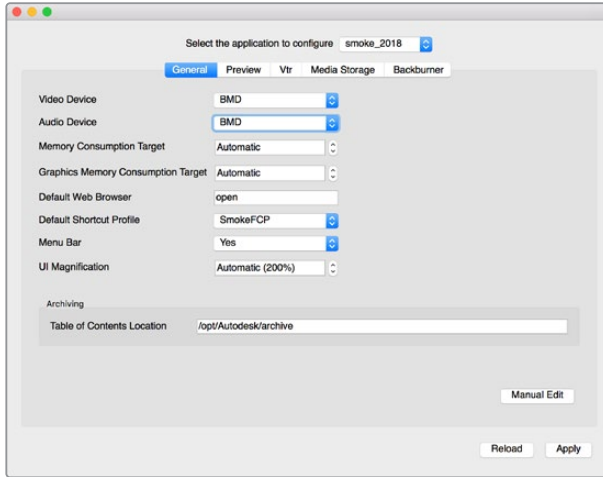 Select the application to configure smoke_2018
General Preview Vtr Media Storage Backburner
Video Device BMD
Audio Device BMD
Memory Consumption Target Automatic
Graphics Memory Consumption Target Automatic
Default Web Browser open
Default Shortcut Profile SmokeFCP
Menu Bar Yes
UI Magnification Automatic (200%)
Archiving
Table of Contents Location /opt/Autodesk/archive
Manual Edit
Reload Apply